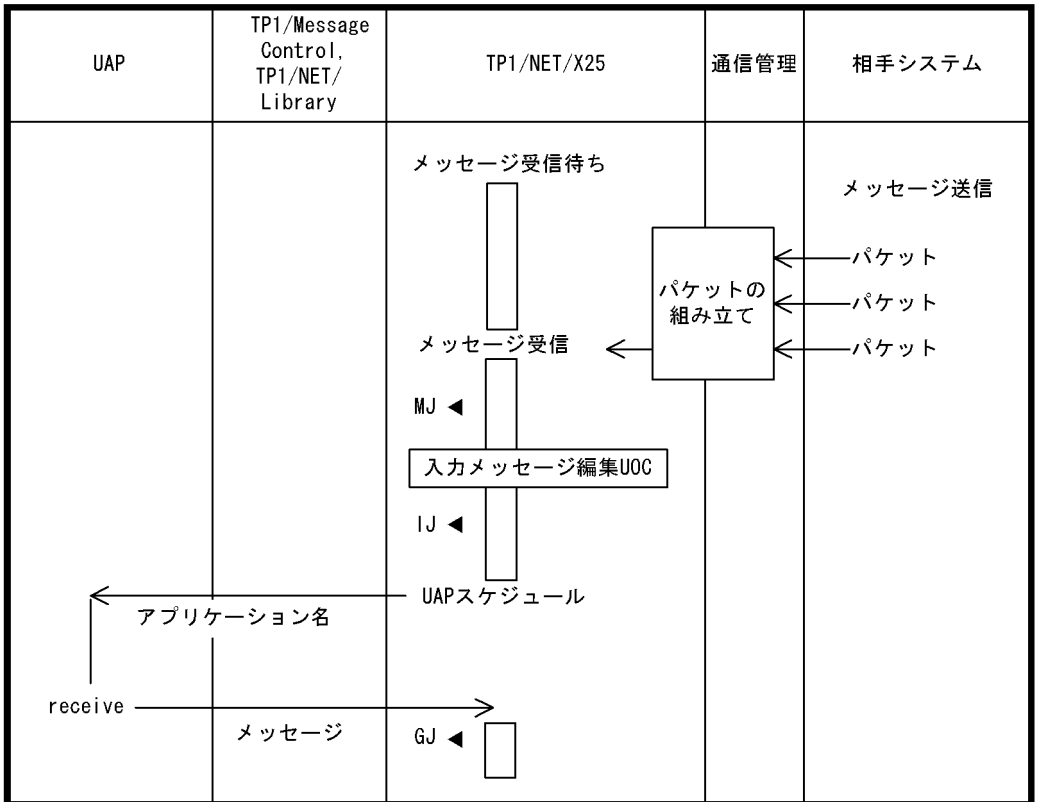 UAP
TP1/Message
Control,
TP1/NET/
Library
TP1/NET/X25
通信管理
相手システム
メッセージ受信待ち
メッセージ送信
パケット
パケットの
組み立て
パケット
パケット
メッセージ受信
MJ
入力メッセージ編集UOC
IJ
UAPスケジュール
アプリケーション名
receive
メッセージ
GJ